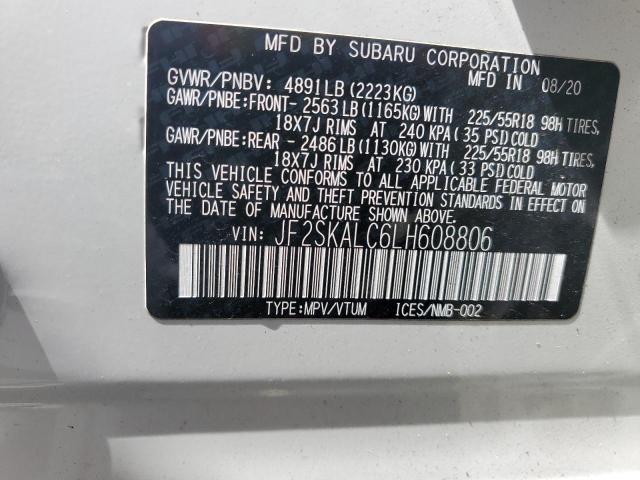 MFD BY SUBARU CORPORATION
MFD IN 08/20
GVWR/PNBV: 4891LB (2223KG)
GAWR/PNBE:FRONT- 2563LB (1165KG) WITH 225/55R18 98H TIRES,
18X7J RIMS AT 240 KPA (35 PSI) COLD
GAWR/PNBE:REAR - 2486LB (1130KG) WITH 225/55R18 98H TIRES,
18X7J RIMS AT 230 KPA (33 PSI) COLD
THIS VEHICLE CONFORMS TO ALL APPLICABLE FEDERAL MOTOR
VEHICLE SAFETY AND THEFT PREVENTION STANDARDS IN EFFECT ON
THE DATE OF MANUFACTURE SHOWN ABOVE.
VIN: JF2SKALC6LH608806
TYPE:MPV/VTUM ICES/NMB-002